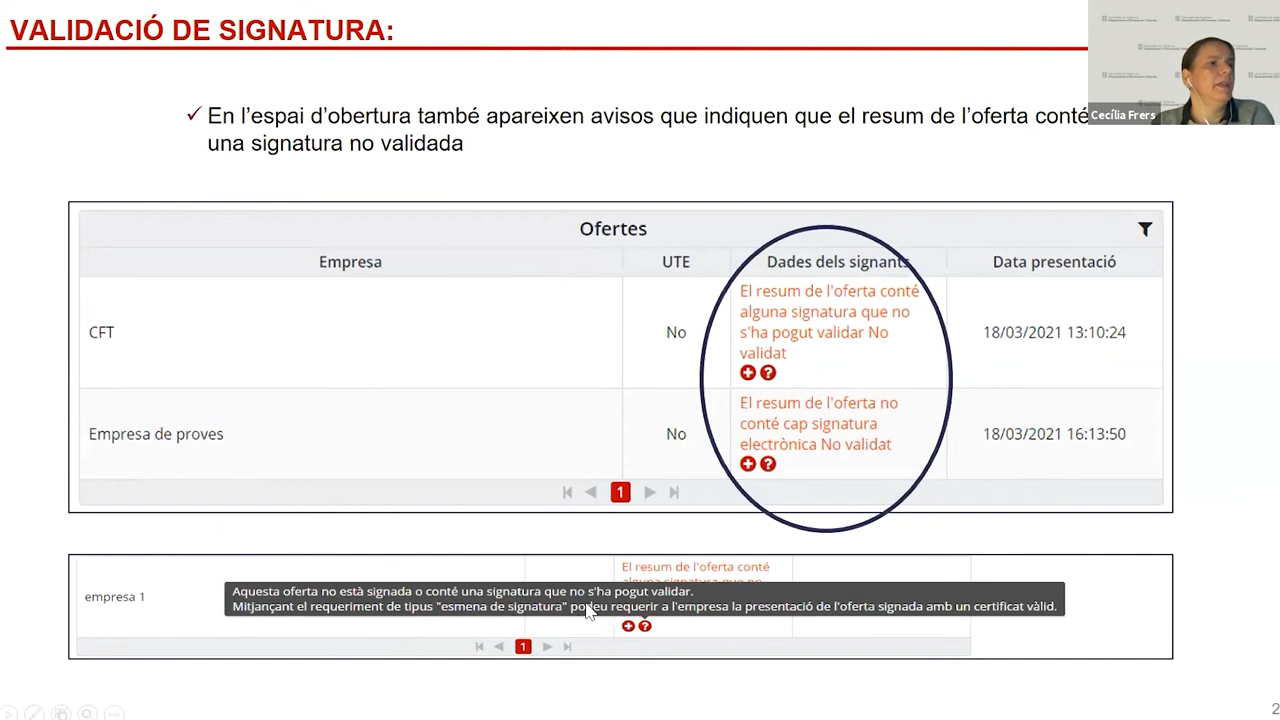 VALIDACIÓ DE SIGNATURA:
Cecília Frers
✓ En l’espai d’obertura també apareixen avisos que indiquen que el resum de l’oferta conté
una signatura no validada
Ofertes
Empresa UTE Dades dels signants Data presentació
CFT No El resum de l'oferta conté
alguna signatura que no
s'ha pogut validar No
validat
18/03/2021 13:10:24
Empresa de proves No El resum de l'oferta no
conté cap signatura
electrònica No validat
18/03/2021 16:13:50
1
El resum de l'oferta conté
empresa 1
Aquesta oferta no està signada o conté una signatura que no s'ha pogut validar.
Mitjançant el requeriment de tipus "esmena de signatura" podeu requerir a l'empresa la presentació de l'oferta signada amb un certificat vàlid.
1
2